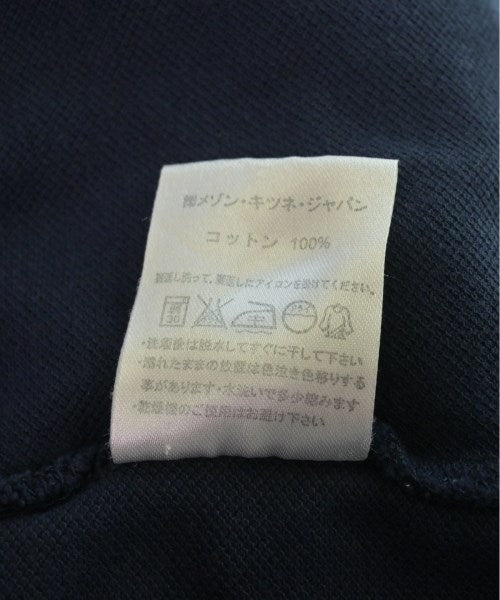 ㈱メゾン・キツネ・ジャパン
コットン 100%
裏返し洗って、裏返しにアイロンを掛けてください。
弱
30
・洗濯後は脱水してすぐに干して下さい
・濡れたままの放置は色泣き色移りする
事があります・水洗いで多少縮みます
・乾燥機のご使用はお避け下さい